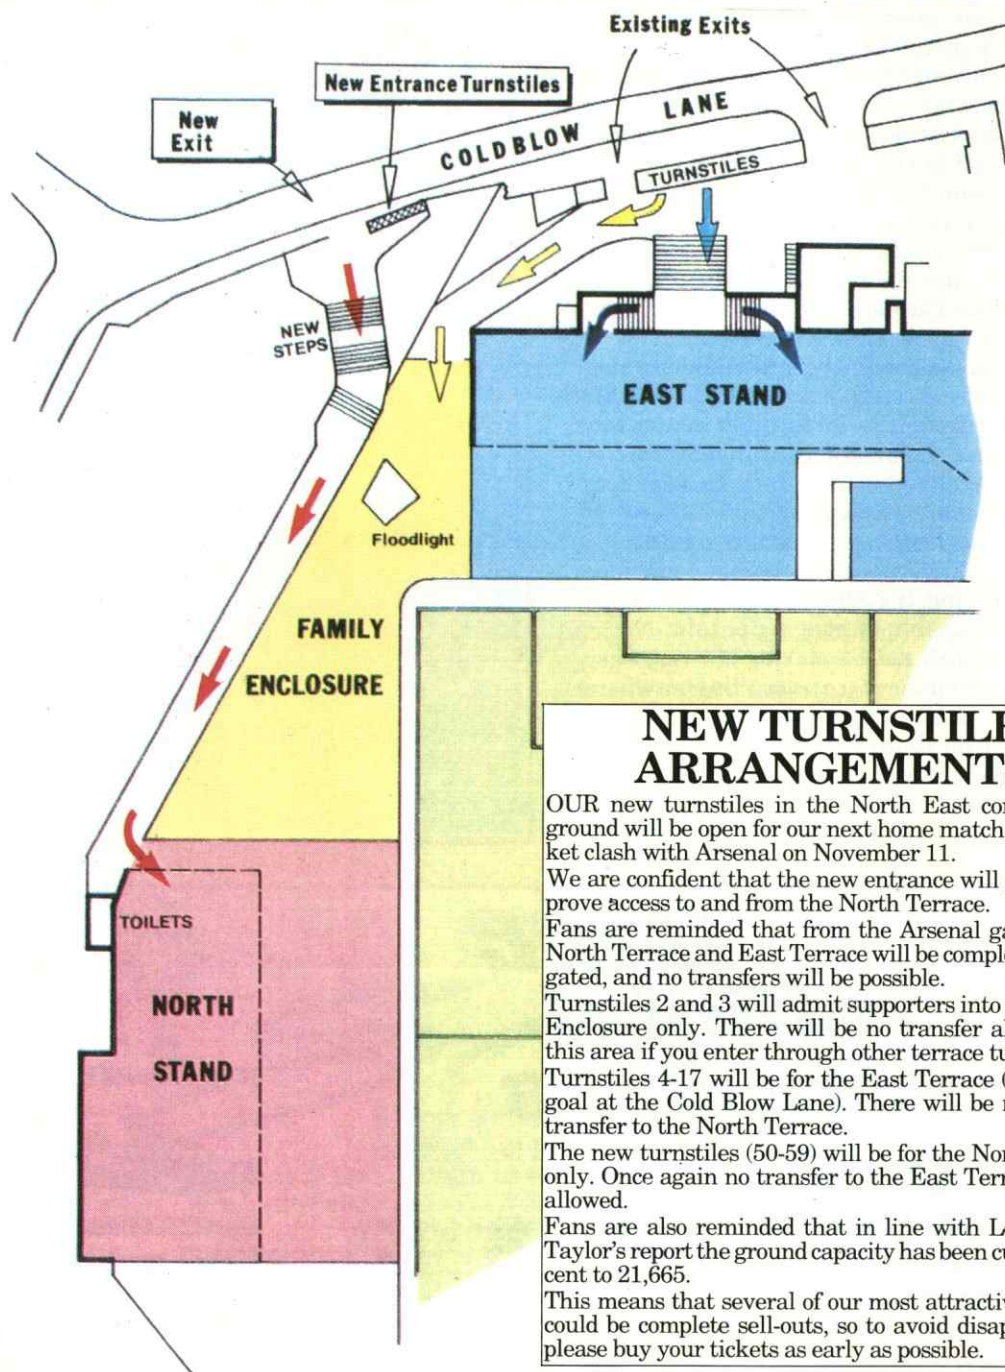 Existing Exits
New Entrance Turnstiles
New
Exit
COLDBLOW LANE
TURNSTILES
NEW
STEPS
EAST STAND
Floodlight
FAMILY
ENCLOSURE
TOILETS
NORTH
STAND
NEW TURNSTILE
ARRANGEMENT
OUR new turnstiles in the North East
ground will be open for our next home match
ket clash with Arsenal on November 11.
We are confident that the new entrance will
prove access to and from the North Terrace.
Fans are reminded that from the Arsenal
North Terrace and East Terrace will be
gated, and no transfers will be possible.
Turnstiles 2 and 3 will admit supporters into
Enclosure only. There will be no transfer
this area if you enter through other terrace
Turnstiles 4-17 will be for the East Terrace
goal at the Cold Blow Lane). There will be
transfer to the North Terrace.
The new turnstiles (50-59) will be for the
only. Once again no transfer to the East
allowed.
Fans are also reminded that in line with
Taylor's report the ground capacity has been
cent to 21,665.
This means that several of our most
could be complete sell-outs, so to avoid
please buy your tickets as early as possible.